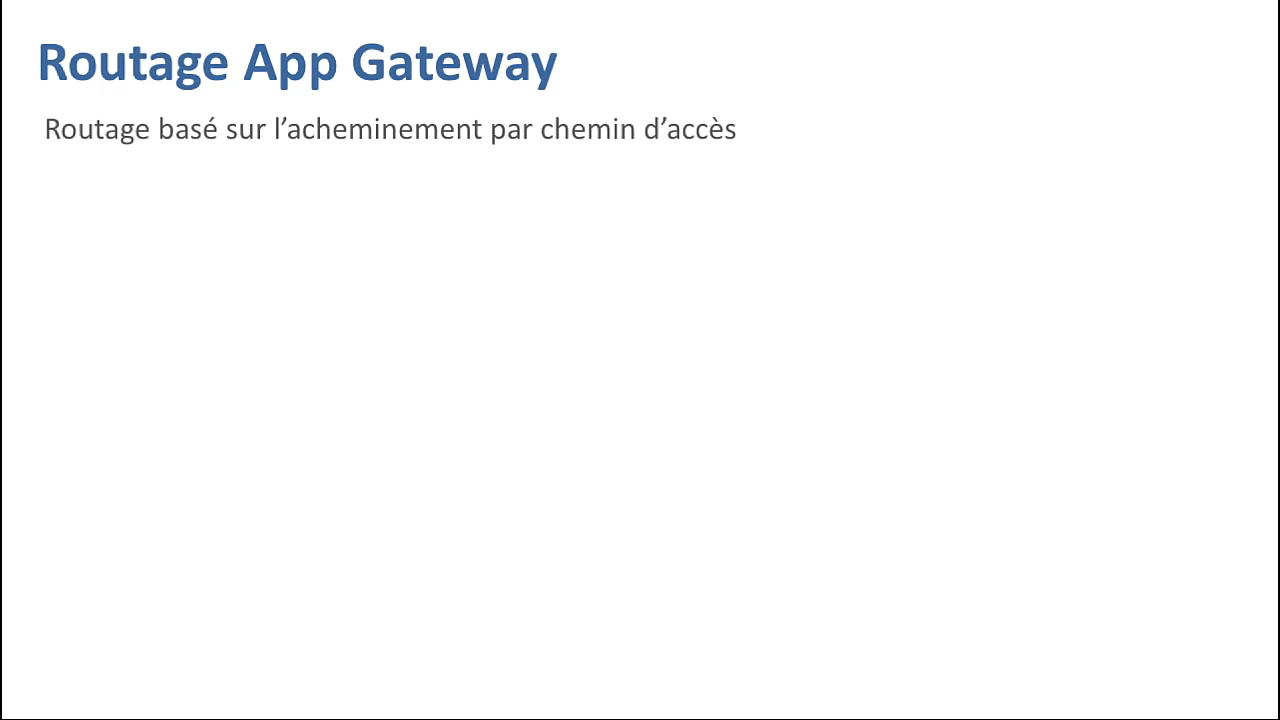 Routage App Gateway
Routage basé sur l’acheminement par chemin d’accès